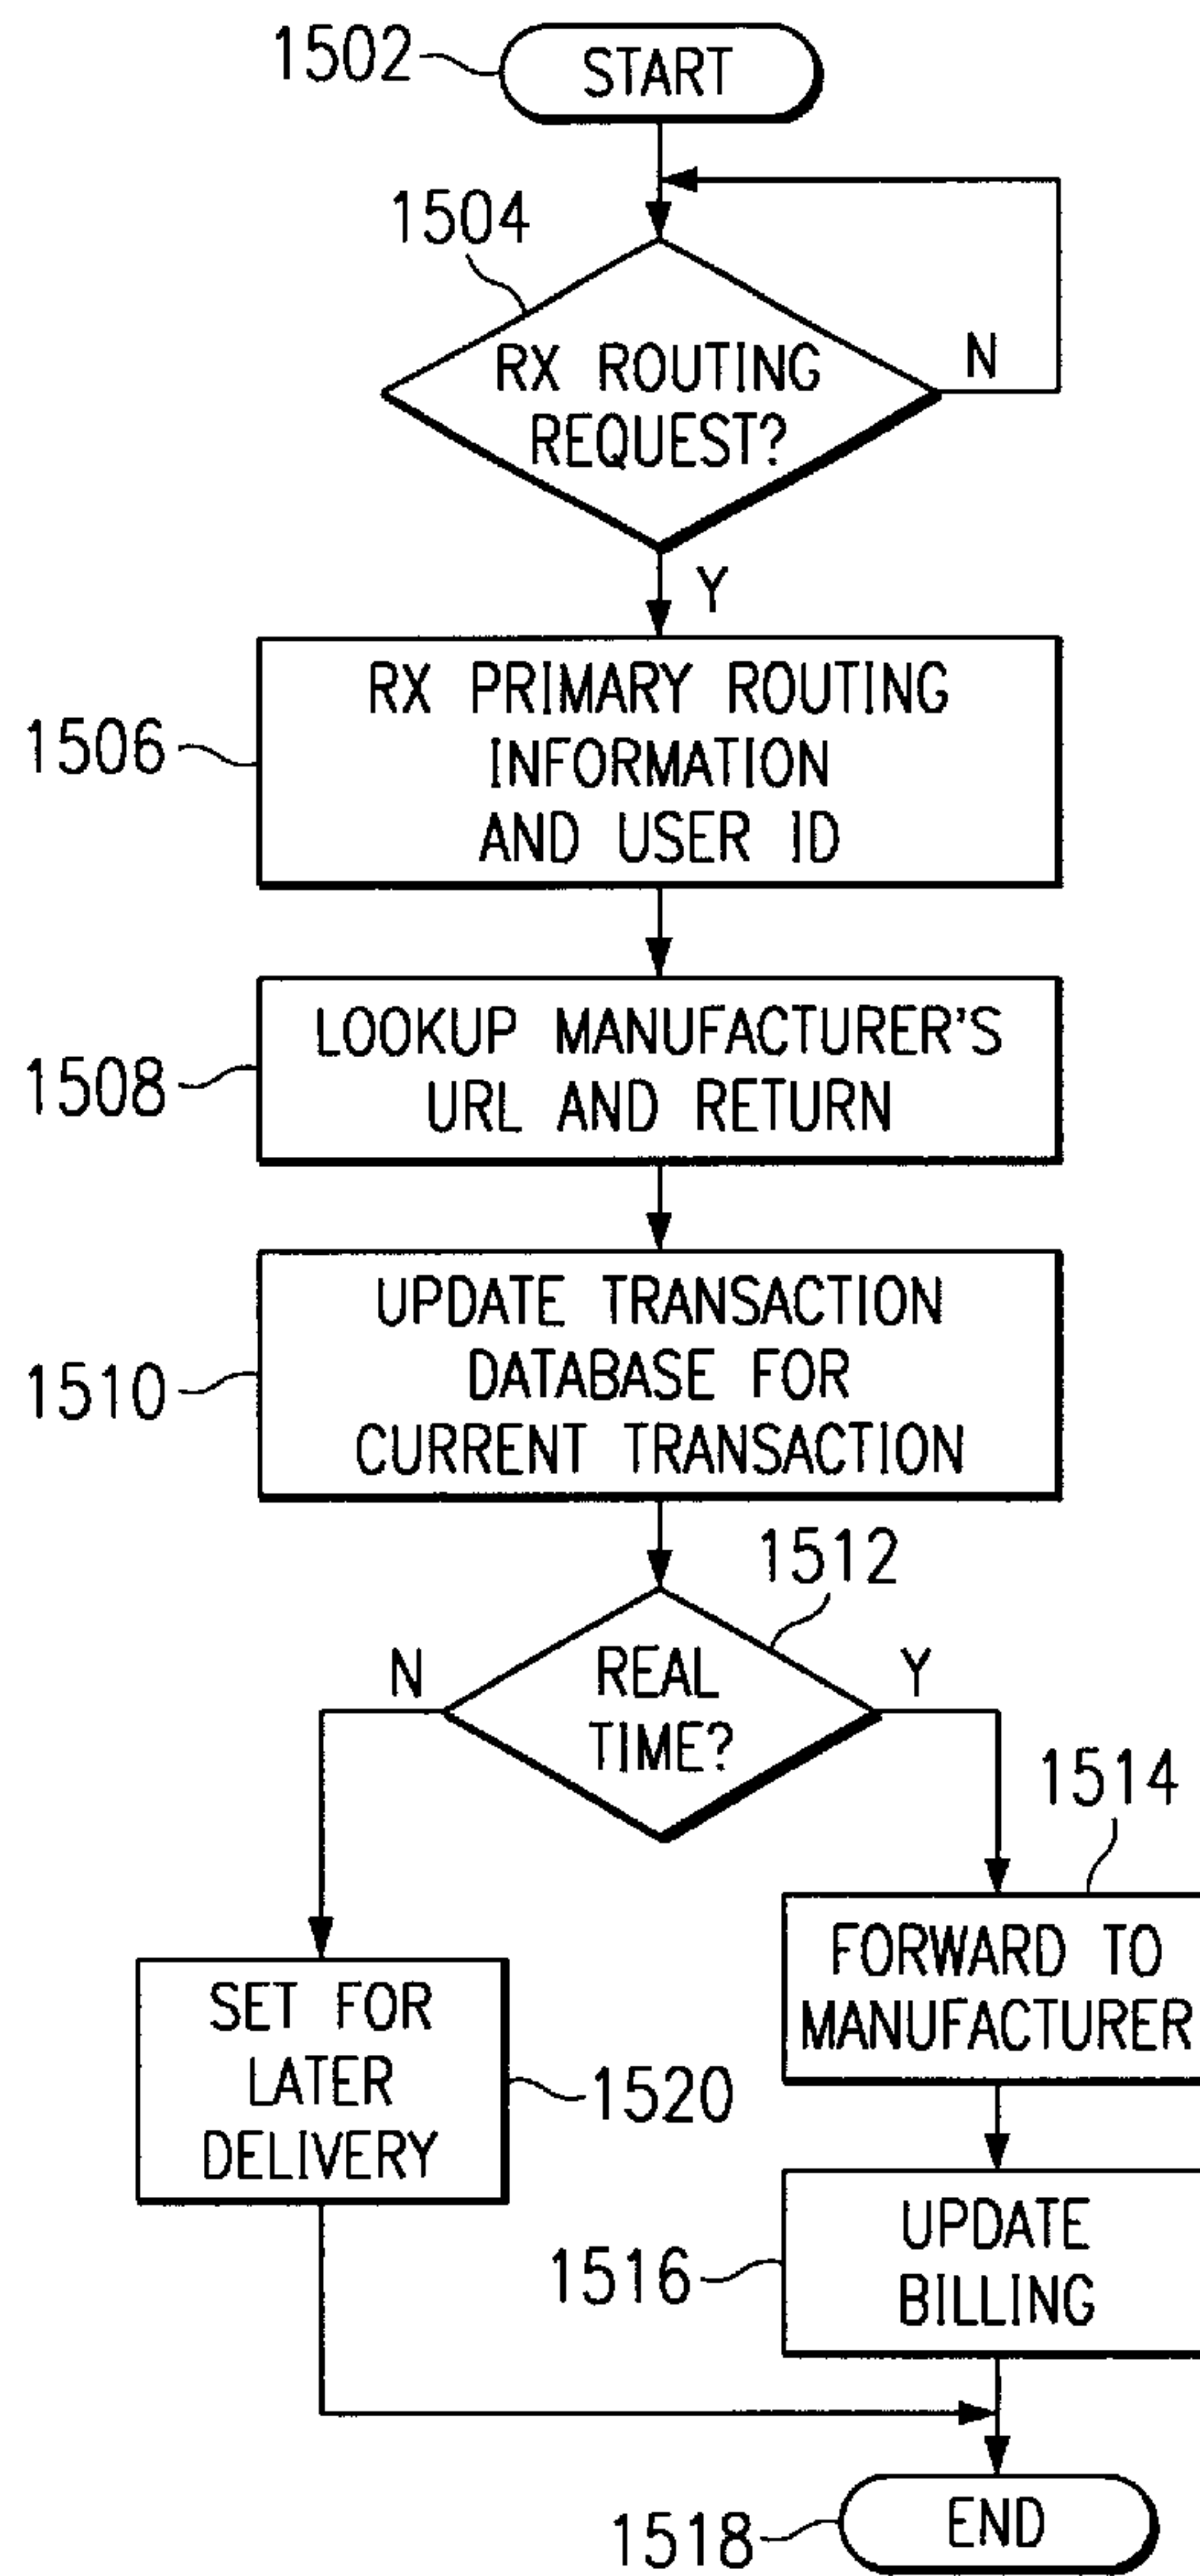 1502
START
1504
RX ROUTING
REQUEST?
N
Y
RX PRIMARY ROUTING
INFORMATION
AND USER ID
1506
LOOKUP MANUFACTURER'S
URL AND RETURN
1508
UPDATE TRANSACTION
DATABASE FOR
CURRENT TRANSACTION
1510
1512
N
REAL
TIME?
Y
1514
FORWARD TO
MANUFACTURER
SET FOR
LATER
DELIVERY
1520
UPDATE
BILLING
1516
END
1518